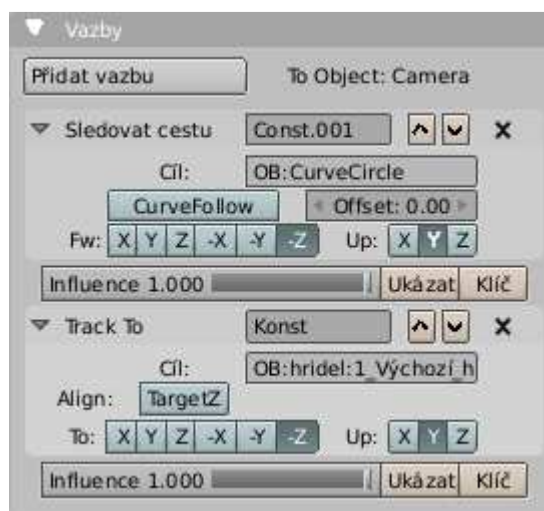 Vazby
Přidat vazbu To Object: Camera
Sledovat cestu Const.001
Cíl: OB:CurveCircle
CurveFollow Offset: 0.00
Fw: X Y Z -X -Y -Z Up: X Y Z
Influence 1.000 Ukázat Klíč
Track To Konst
Cíl: OB:hridel:1_Výchozí_h
Align: TargetZ
To: X Y Z -X -Y -Z Up: X Y Z
Influence 1.000 Ukázat Klíč